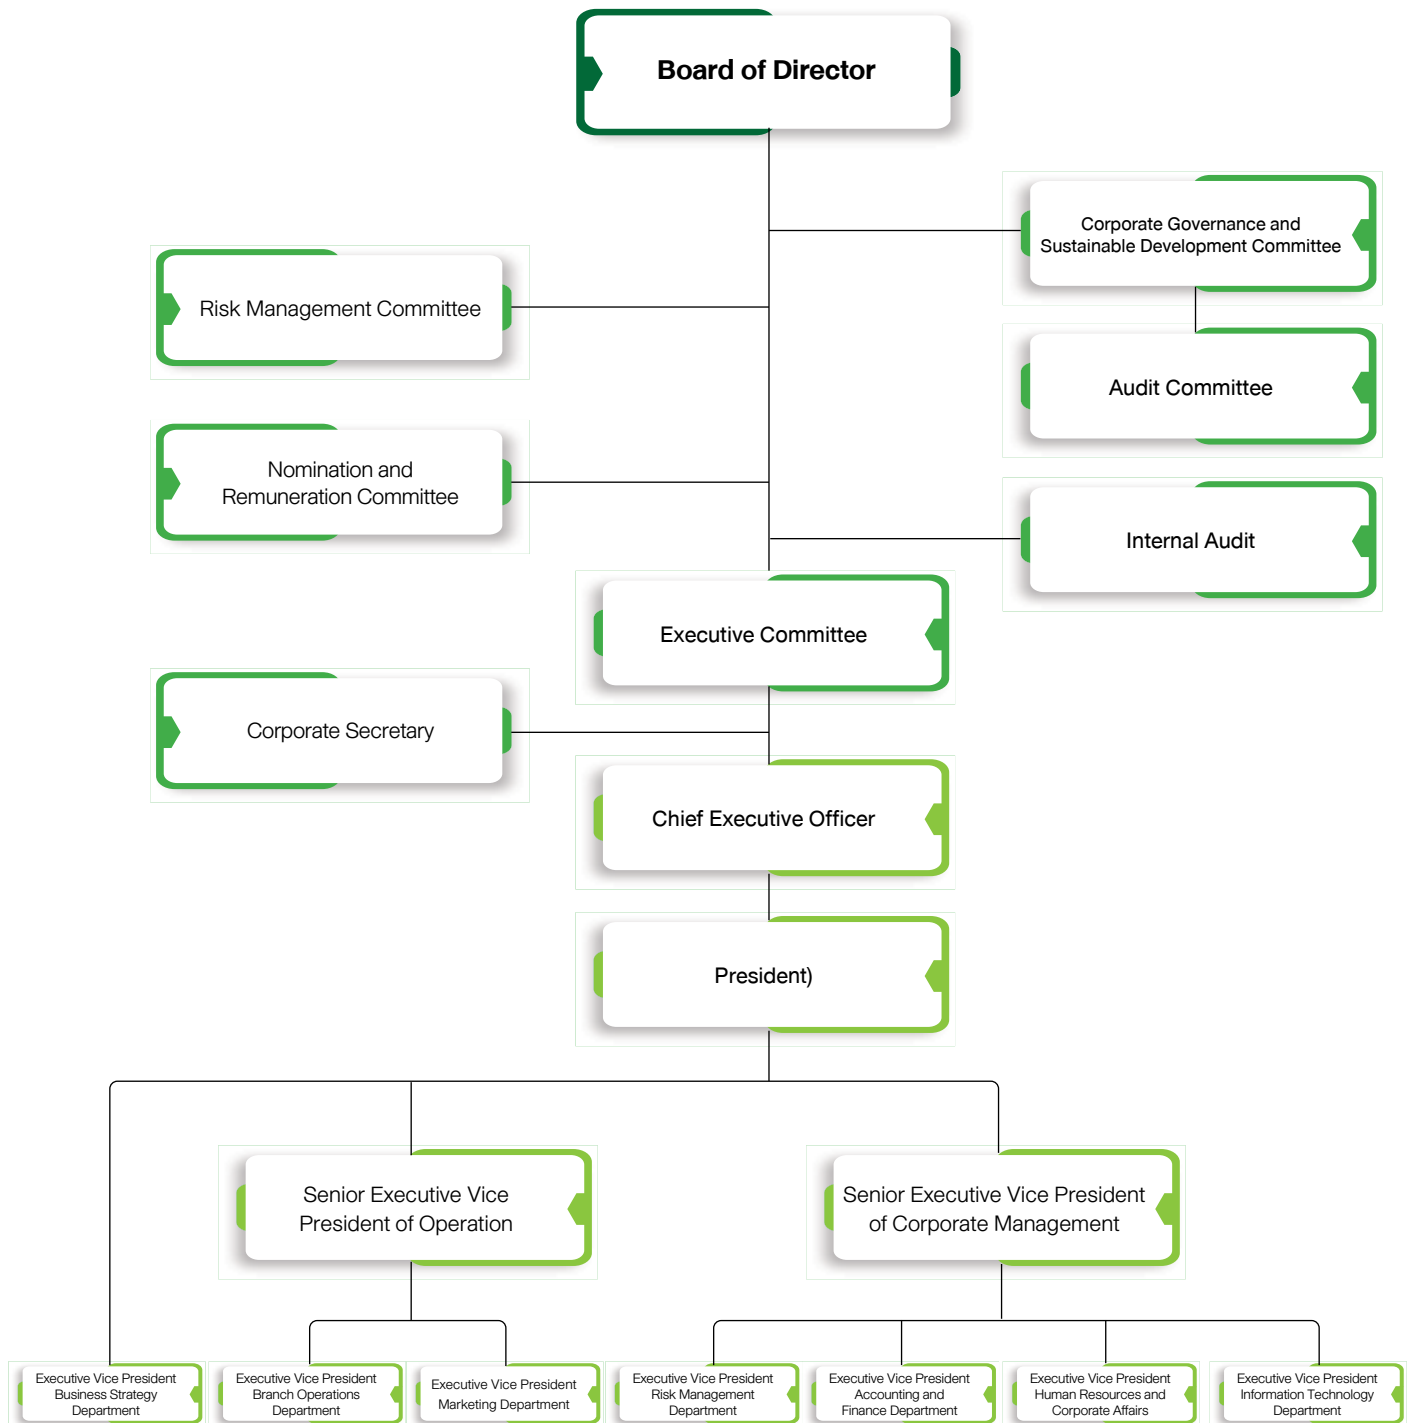 Board of Director
Corporate Governance and
Sustainable Development Committee
Risk Management Committee
Audit Committee
Nomination and
Remuneration Committee
Internal Audit
Executive Committee
Corporate Secretary
Chief Executive Officer
President)
Senior Executive Vice
President of Operation
Senior Executive Vice President
of Corporate Management
Executive Vice President
Business Strategy
Department
Executive Vice President
Branch Operations
Department
Executive Vice President
Marketing Department
Executive Vice President
Risk Management
Department
Executive Vice President
Accounting and
Finance Department
Executive Vice President
Human Resources and
Corporate Affairs
Executive Vice President
Information Technology
Department